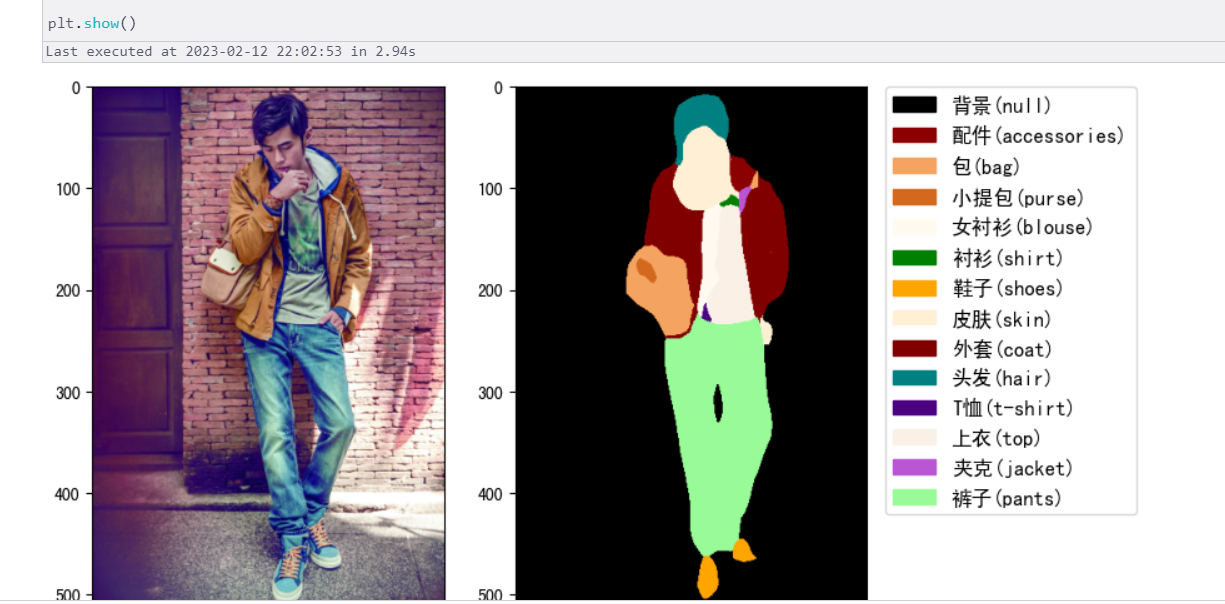 plt.show()
Last executed at 2023-02-12 22:02:53 in 2.94s
0
100
200
300
400
500
0
100
200
300
400
500
背景(null)
配件(accessories)
包(bag)
小提包(purse)
女衬衫(blouse)
衬衫(shirt)
鞋子(shoes)
皮肤(skin)
外套(coat)
头发(hair)
T恤(t-shirt)
上衣(top)
夹克(jacket)
裤子(pants)